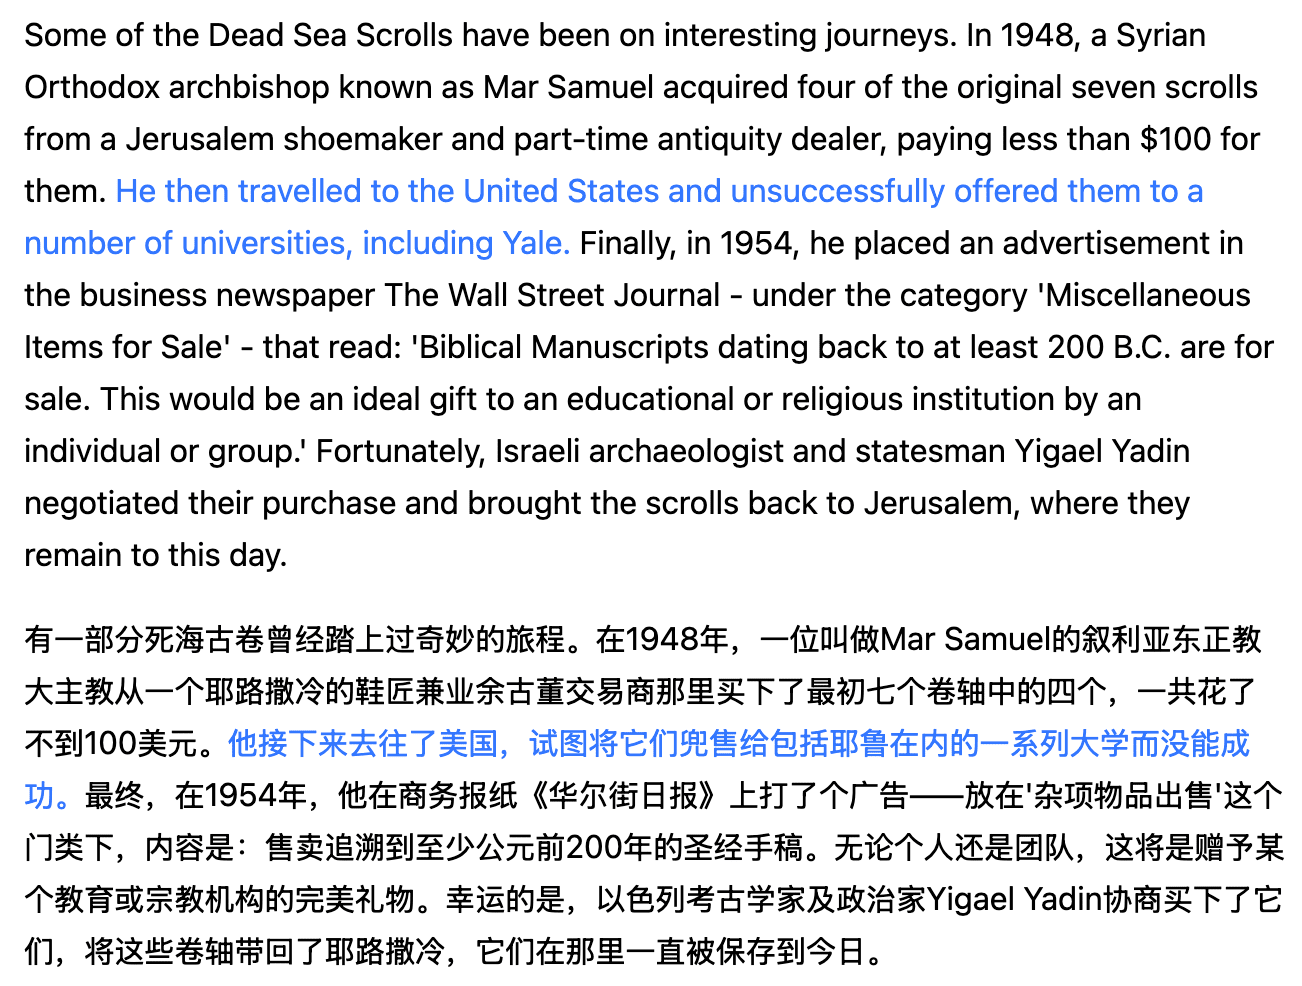 Some of the Dead Sea Scrolls have been on interesting journeys. In 1948, a Syrian
Orthodox archbishop known as Mar Samuel acquired four of the original seven scrolls
from a Jerusalem shoemaker and part-time antiquity dealer, paying less than $100 for
them. He then travelled to the United States and unsuccessfully offered them to a
number of universities, including Yale. Finally, in 1954, he placed an advertisement in
the business newspaper The Wall Street Journal - under the category 'Miscellaneous
Items for Sale' - that read: 'Biblical Manuscripts dating back to at least 200 B.C. are for
sale. This would be an ideal gift to an educational or religious institution by an
individual or group.' Fortunately, Israeli archaeologist and statesman Yigael Yadin
negotiated their purchase and brought the scrolls back to Jerusalem, where they
remain to this day.
有一部分死海古卷曾经踏上过奇妙的旅程。在1948年，一位叫做Mar Samuel的叙利亚东正教
大主教从一个耶路撒冷的鞋匠兼业余古董交易商那里买下了最初七个卷轴中的四个，一共花了
不到100美元。他接下来去往了美国，试图将它们兜售给包括耶鲁在内的一系列大学而没能成
功。最终，在1954年，他在商务报纸《华尔街日报》上打了个广告——放在'杂项物品出售'这个
门类下，内容是：售卖追溯到至少公元前200年的圣经手稿。无论个人还是团队，这将是赠予某
个教育或宗教机构的完美礼物。幸运的是，以色列考古学家及政治家Yigael Yadin协商买下了它
们，将这些卷轴带回了耶路撒冷，它们在那里一直被保存到今日。